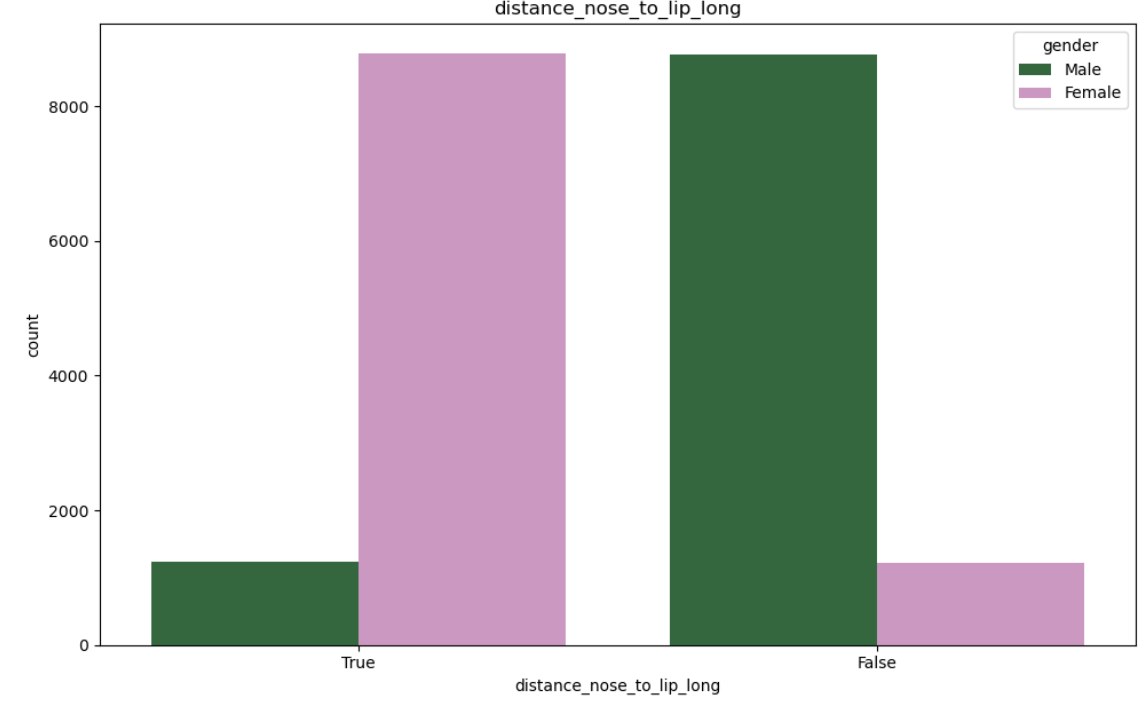 distance_nose_to_lip_long
gender
Male
Female
8000
6000
4000
2000
0
count
True
False
distance_nose_to_lip_long